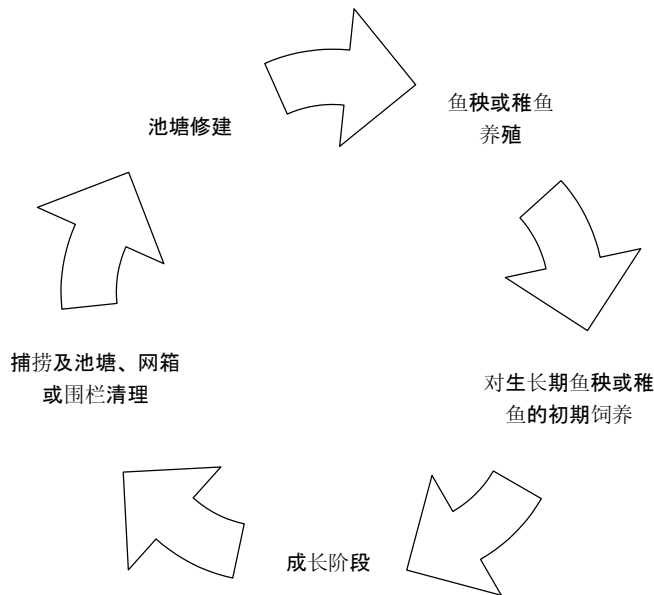 池塘修建
鱼秧或稚鱼
养殖
对生长期鱼秧或稚
鱼的初期饲养
成长阶段
捕捞及池塘、网箱
或围栏清理